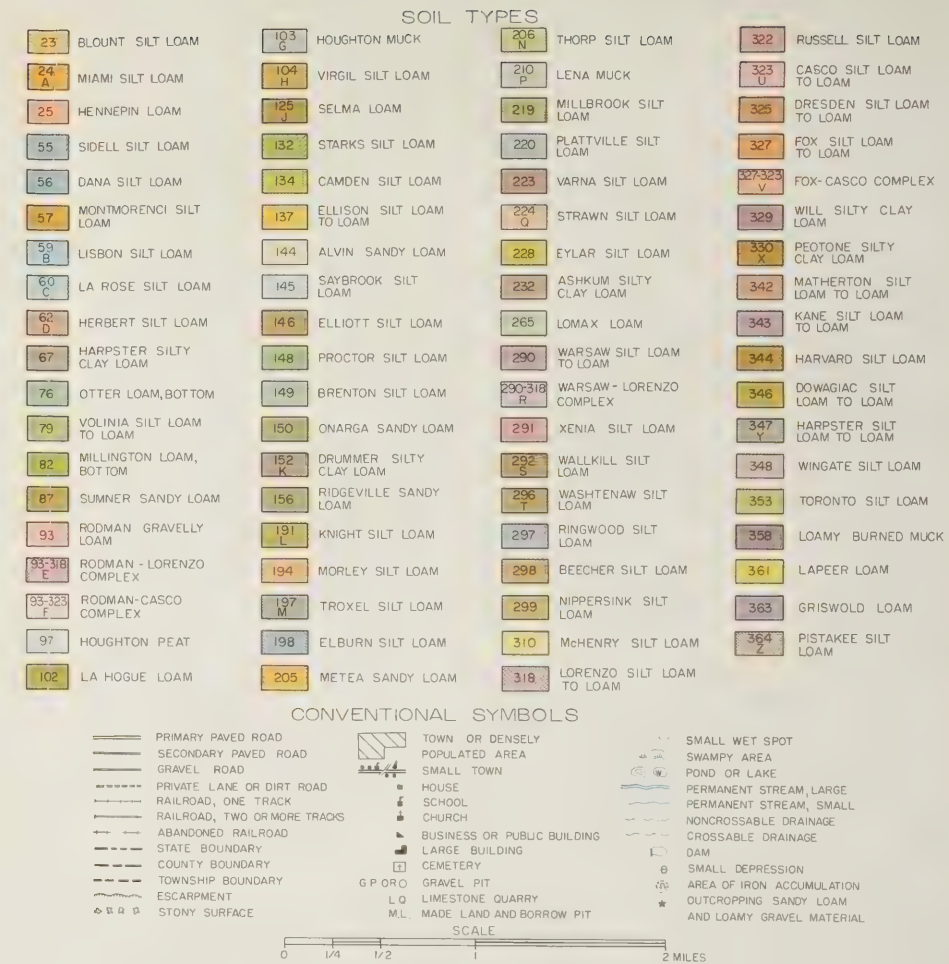 SOIL TYPES
23 BLOUNT SILT LOAM
24 A MIAMI SILT LOAM
25 HENNEPIN LOAM
55 SIDELL SILT LOAM
56 DANA SILT LOAM
57 MONTMORENCI SILT
LOAM
59 B LISBON SILT LOAM
60 C LA ROSE SILT LOAM
62 D HERBERT SILT LOAM
67 HARPSTER SILTY
CLAY LOAM
76 OTTER LOAM, BOTTOM
79 VOLINIA SILT LOAM
TO LOAM
82 MILLINGTON LOAM,
BOTTOM
87 SUMNER SANDY LOAM
93 RODMAN GRAVELLY
LOAM
93-318 E RODMAN - LORENZO
COMPLEX
93-323 F RODMAN-CASCO
COMPLEX
97 HOUGHTON PEAT
102 LA HOGUE LOAM
103 G HOUGHTON MUCK
104 H VIRGIL SILT LOAM
125 J SELMA LOAM
132 STARKS SILT LOAM
134 CAMDEN SILT LOAM
137 ELLISON SILT LOAM
TO LOAM
144 ALVIN SANDY LOAM
145 SAYBROOK SILT
LOAM
146 ELLIOTT SILT LOAM
148 PROCTOR SILT LOAM
149 BRENTON SILT LOAM
150 ONARGA SANDY LOAM
152 K DRUMMER SILTY
CLAY LOAM
156 RIDGEVILLE SANDY
LOAM
191 L KNIGHT SILT LOAM
194 MORLEY SILT LOAM
197 M TROXEL SILT LOAM
198 ELBURN SILT LOAM
205 METEA SANDY LOAM
206 N THORP SILT LOAM
210 P LENA MUCK
219 MILLBROOK SILT
LOAM
220 PLATTVILLE SILT
LOAM
223 VARNA SILT LOAM
224 Q STRAWN SILT LOAM
228 EYLAR SILT LOAM
232 ASHKUM SILTY
CLAY LOAM
265 LOMAX LOAM
290 WARSAW SILT LOAM
TO LOAM
290-318 R WARSAW - LORENZO
COMPLEX
291 XENIA SILT LOAM
292 S WALLKILL SILT
LOAM
296 T WASHTENAW SILT
LOAM
297 RINGWOOD SILT
LOAM
298 BEECHER SILT LOAM
299 NIPPERSINK SILT
LOAM
310 McHENRY SILT LOAM
318 LORENZO SILT LOAM
TO LOAM
322 RUSSELL SILT LOAM
323 U CASCO SILT LOAM
TO LOAM
325 DRESDEN SILT LOAM
TO LOAM
327 FOX SILT LOAM
TO LOAM
327-323 V FOX-CASCO COMPLEX
329 WILL SILTY CLAY
LOAM
330 X PEOTONE SILTY
CLAY LOAM
342 MATHERTON SILT
LOAM TO LOAM
343 KANE SILT LOAM
TO LOAM
344 HARVARD SILT LOAM
346 DOWAGIAC SILT
LOAM TO LOAM
347 Y HARPSTER SILT
LOAM TO LOAM
348 WINGATE SILT LOAM
353 TORONTO SILT LOAM
358 LOAMY BURNED MUCK
361 LAPEER LOAM
363 GRISWOLD LOAM
364 Z PISTAKEE SILT
LOAM
CONVENTIONAL SYMBOLS
PRIMARY PAVED ROAD
SECONDARY PAVED ROAD
GRAVEL ROAD
PRIVATE LANE OR DIRT ROAD
RAILROAD, ONE TRACK
RAILROAD, TWO OR MORE TRACKS
ABANDONED RAILROAD
STATE BOUNDARY
COUNTY BOUNDARY
TOWNSHIP BOUNDARY
ESCARPMENT
STONY SURFACE
TOWN OR DENSELY
POPULATED AREA
SMALL TOWN
HOUSE
SCHOOL
CHURCH
BUSINESS OR PUBLIC BUILDING
LARGE BUILDING
CEMETERY
G P OR O GRAVEL PIT
L Q LIMESTONE QUARRY
M.L. MADE LAND AND BORROW PIT
SMALL WET SPOT
SWAMPY AREA
W POND OR LAKE
PERMANENT STREAM, LARGE
PERMANENT STREAM, SMALL
NONCROSSABLE DRAINAGE
CROSSABLE DRAINAGE
DAM
SMALL DEPRESSION
AREA OF IRON ACCUMULATION
OUTCROPPING SANDY LOAM
AND LOAMY GRAVEL MATERIAL
SCALE
0 1/4 1/2 1 2 MILES